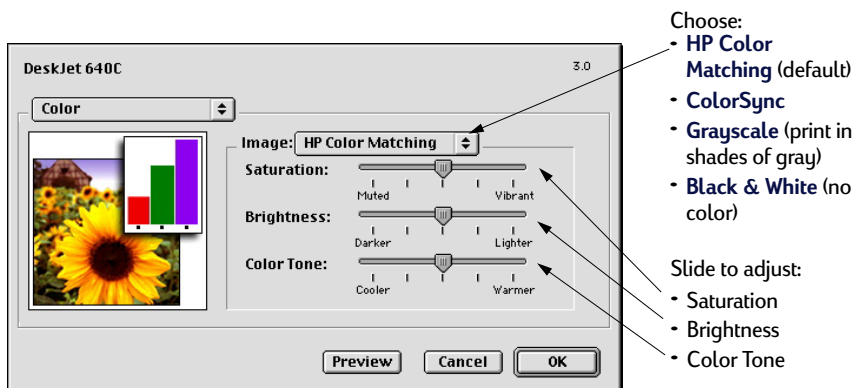 DeskJet 640C
3.0
Color
Image: HP Color Matching
Saturation:
Muted Vibrant
Brightness:
Darker Lighter
Color Tone:
Cooler Warmer
Preview Cancel OK
Choose:
• HP Color
Matching (default)
• ColorSync
• Grayscale (print in
shades of gray)
• Black & White (no
color)
Slide to adjust:
• Saturation
• Brightness
• Color Tone